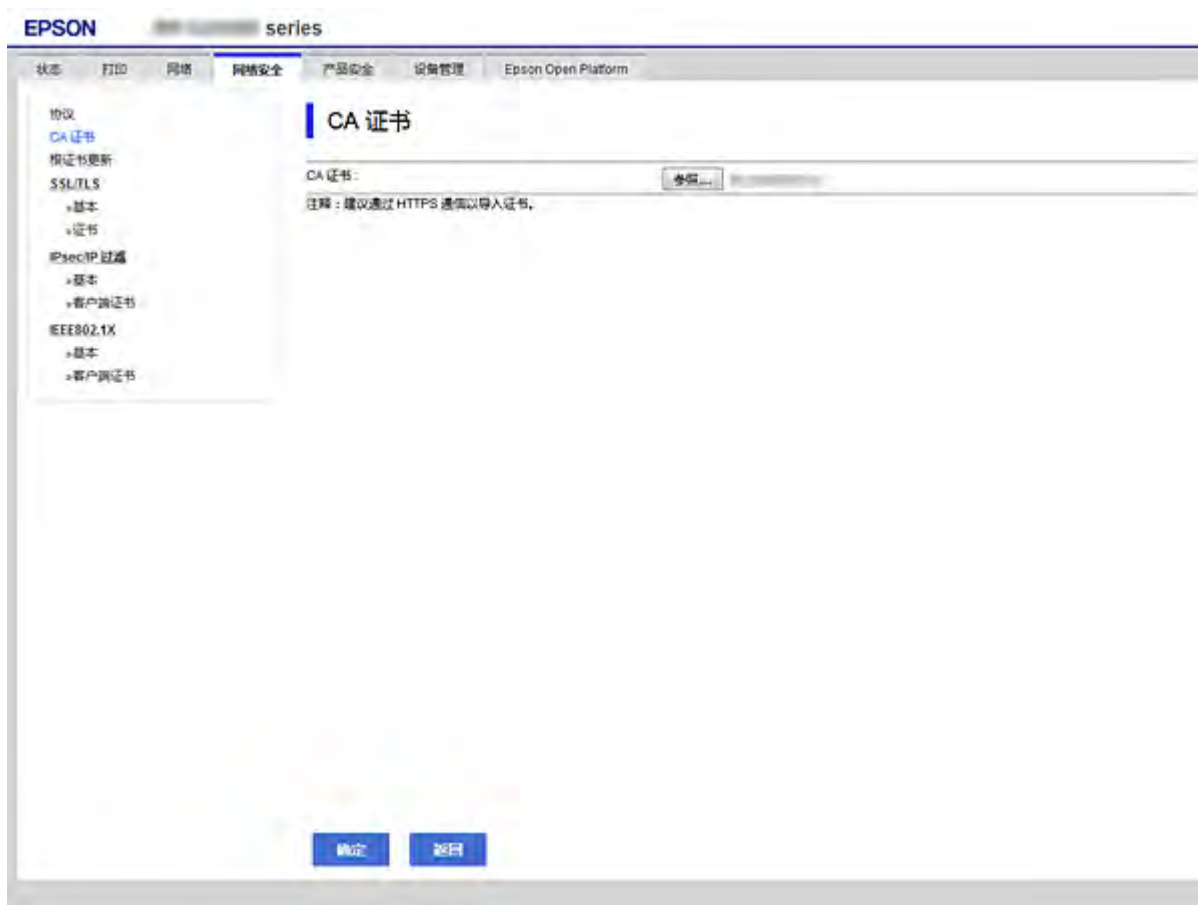 EPSON series
状态 打印 网络 网络安全 产品安全 设备管理 Epson Open Platform
协议
CA 证书
根证书更新
SSL/TLS
»基本
»证书
IPsec/IP 过滤
»基本
»客户端证书
IEEE802.1X
»基本
»客户端证书
CA 证书
CA 证书 : 参照...
注释：建议通过 HTTPS 通信以导入证书。
确定 返回